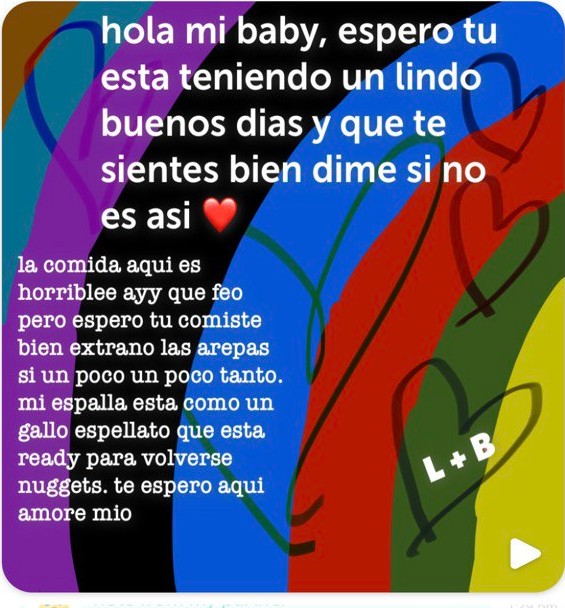 hola mi baby, espero tu
esta teniendo un lindo
buenos dias y que te
sientes bien dime si no
es asi ❤️
la comida aqui es
horriblee ayy que feo
pero espero tu comiste
bien extrano las arepas
si un poco un poco tanto.
mi espalla esta como un
gallo espellato que esta
ready para volverse
nuggets. te espero aqui
amore mio
L + B